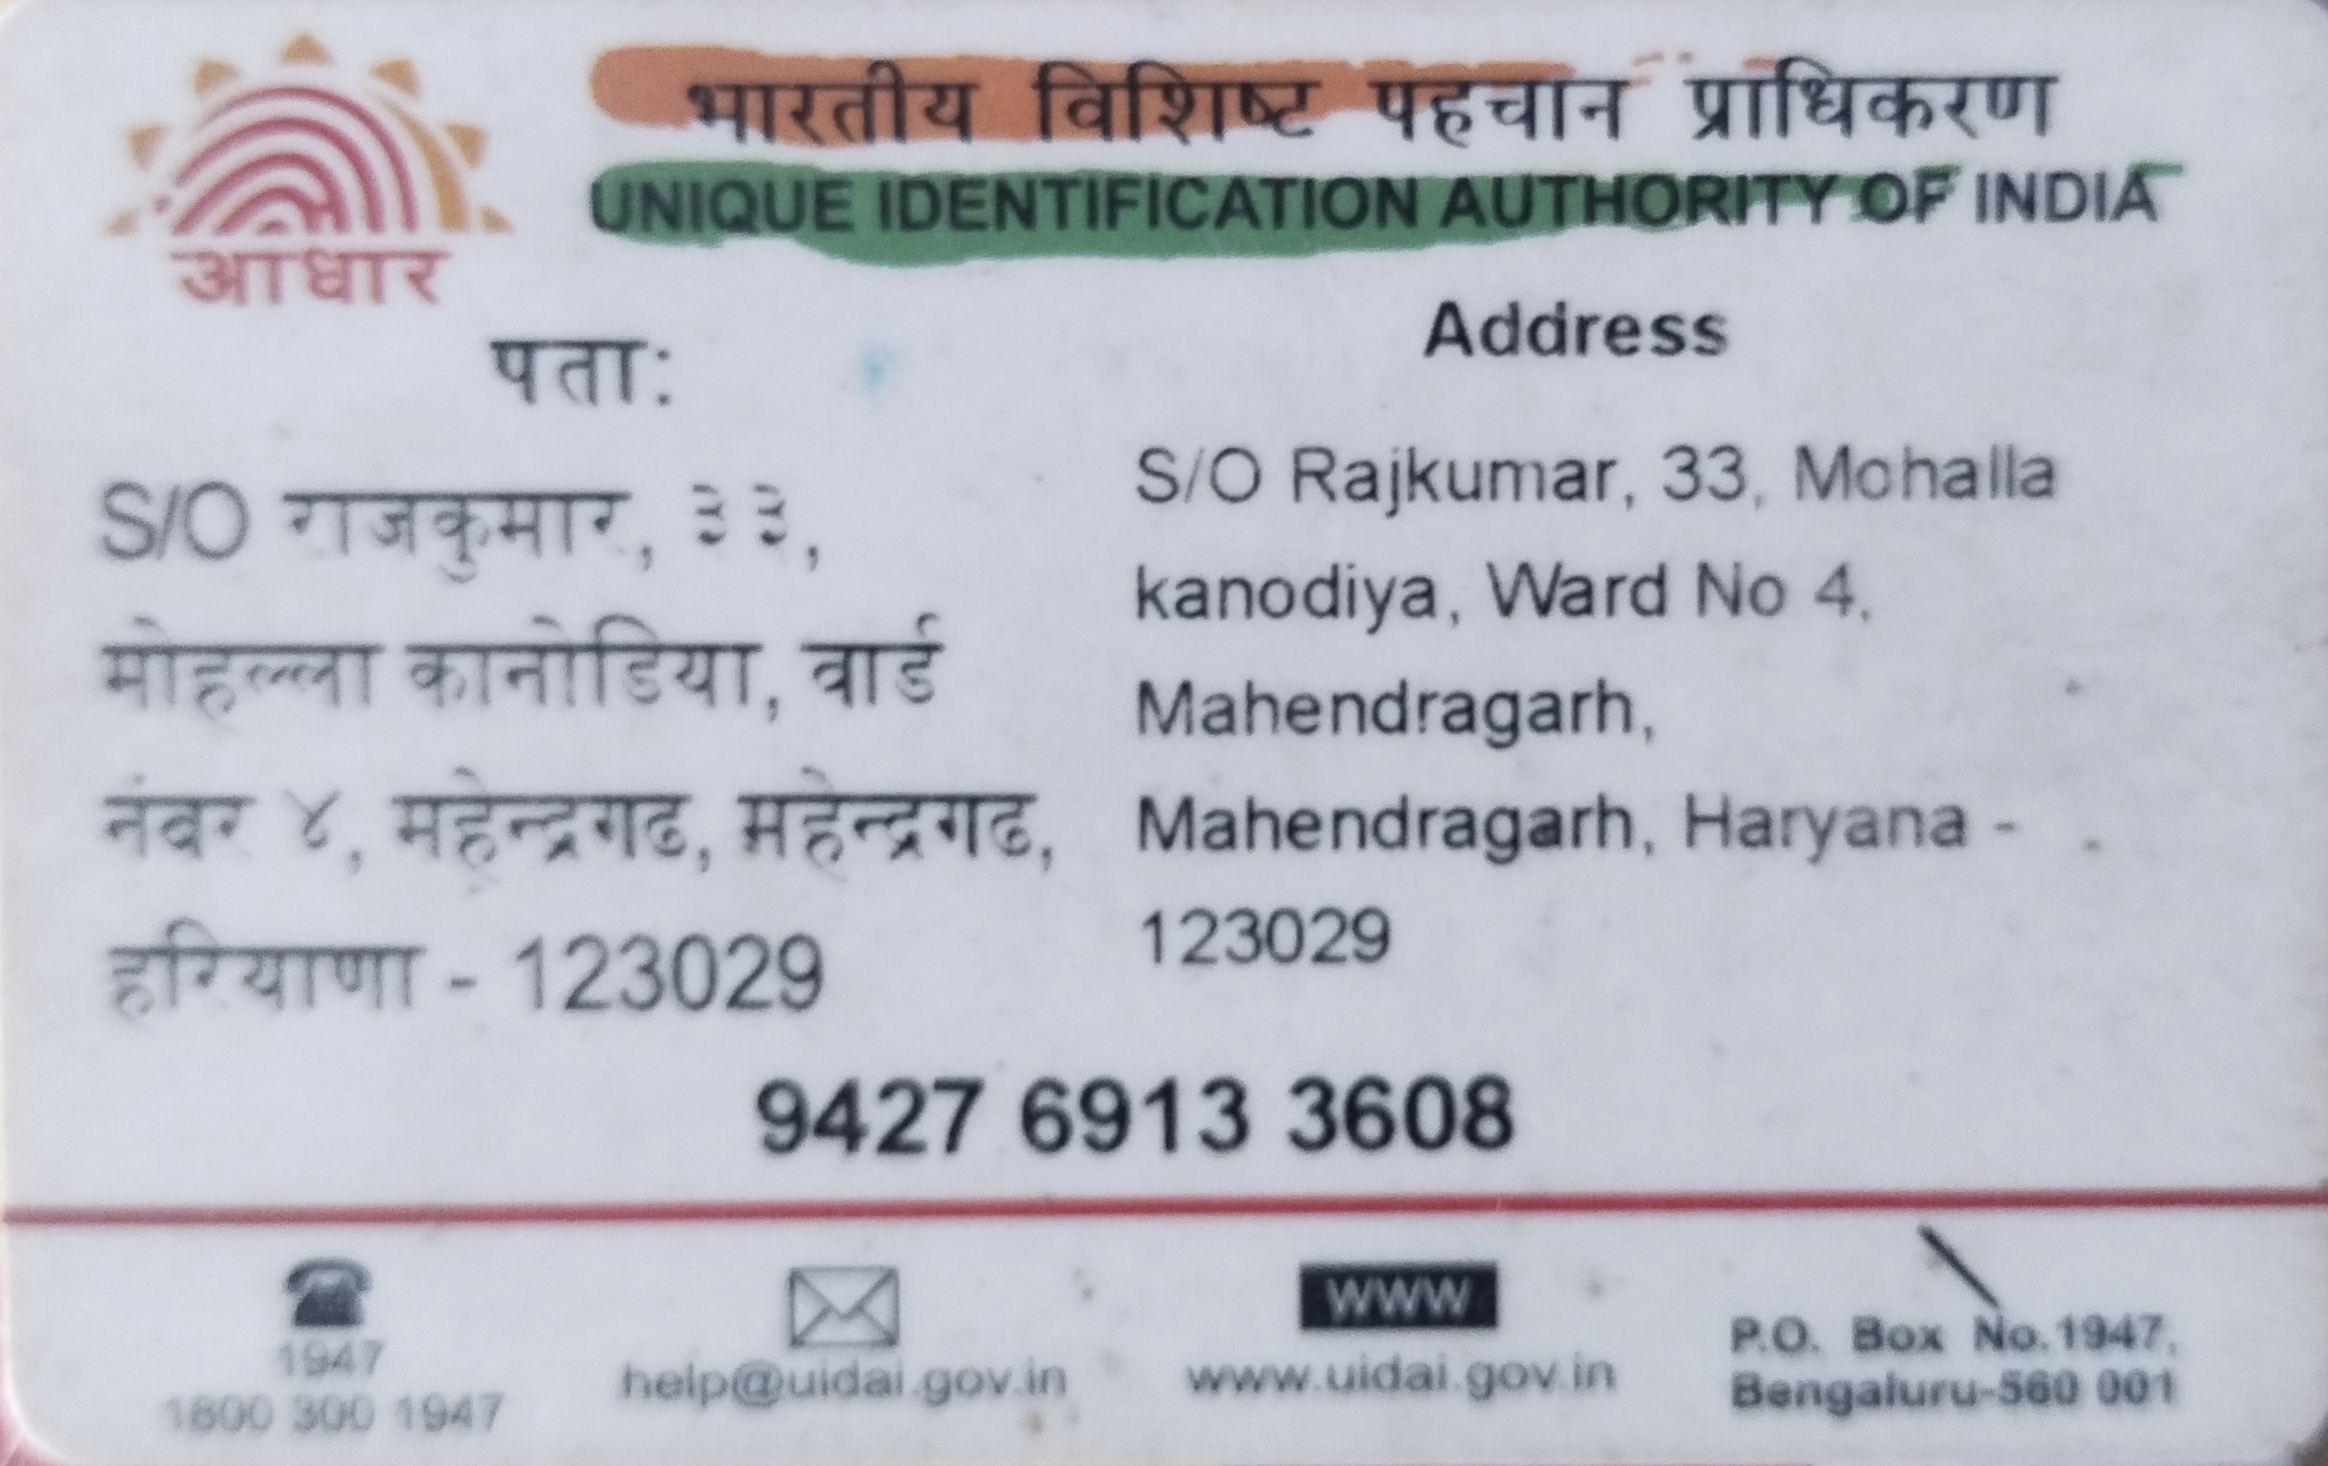 भारतीय विशिष्ट पहचान प्राधिकरण
UNIQUE IDENTIFICATION AUTHORITY OF INDIA
आधार
पता:
S/O राजकुमार, ३३,
मोहल्ला कानोडिया, वार्ड
नंबर ४, महेन्द्रगढ, महेन्द्रगढ,
हरियाणा - 123029
Address
S/O Rajkumar, 33, Mohalla
kanodiya, Ward No 4,
Mahendragarh,
Mahendragarh, Haryana -
123029
9427 6913 3608
1947
1800 300 1947
help@uidai.gov.in
WWW
www.uidai.gov.in
P.O. Box No.1947,
Bengaluru-560 001